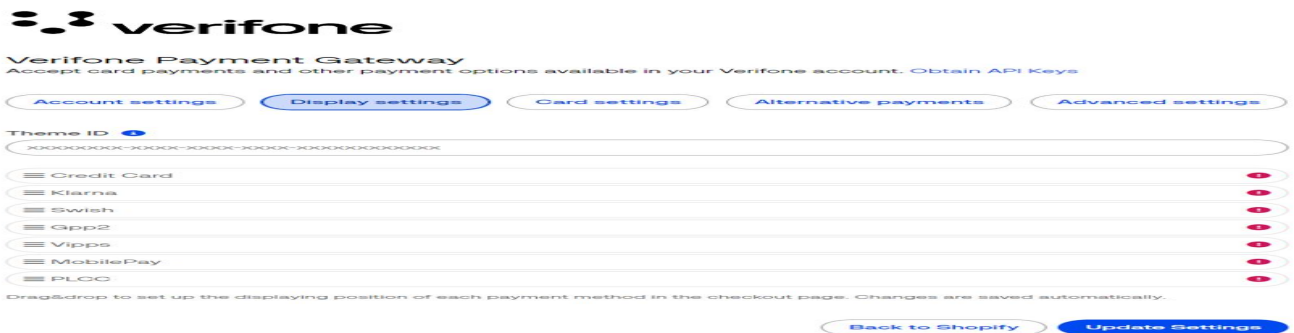 verifone
Verifone Payment Gateway
Accept card payments and other payment options available in your Verifone account. Obtain API Keys
Account settings Display settings Card settings Alternative payments Advanced settings
Theme ID
xxxxxxxx-xxxx-xxxx-xxxx-xxxxxxxxxxxx
Credit Card
Klarna
Swish
Gpp2
Vipps
MobilePay
PLCC
Drag&drop to set up the displaying position of each payment method in the checkout page. Changes are saved automatically.
Back to Shopify Update Settings